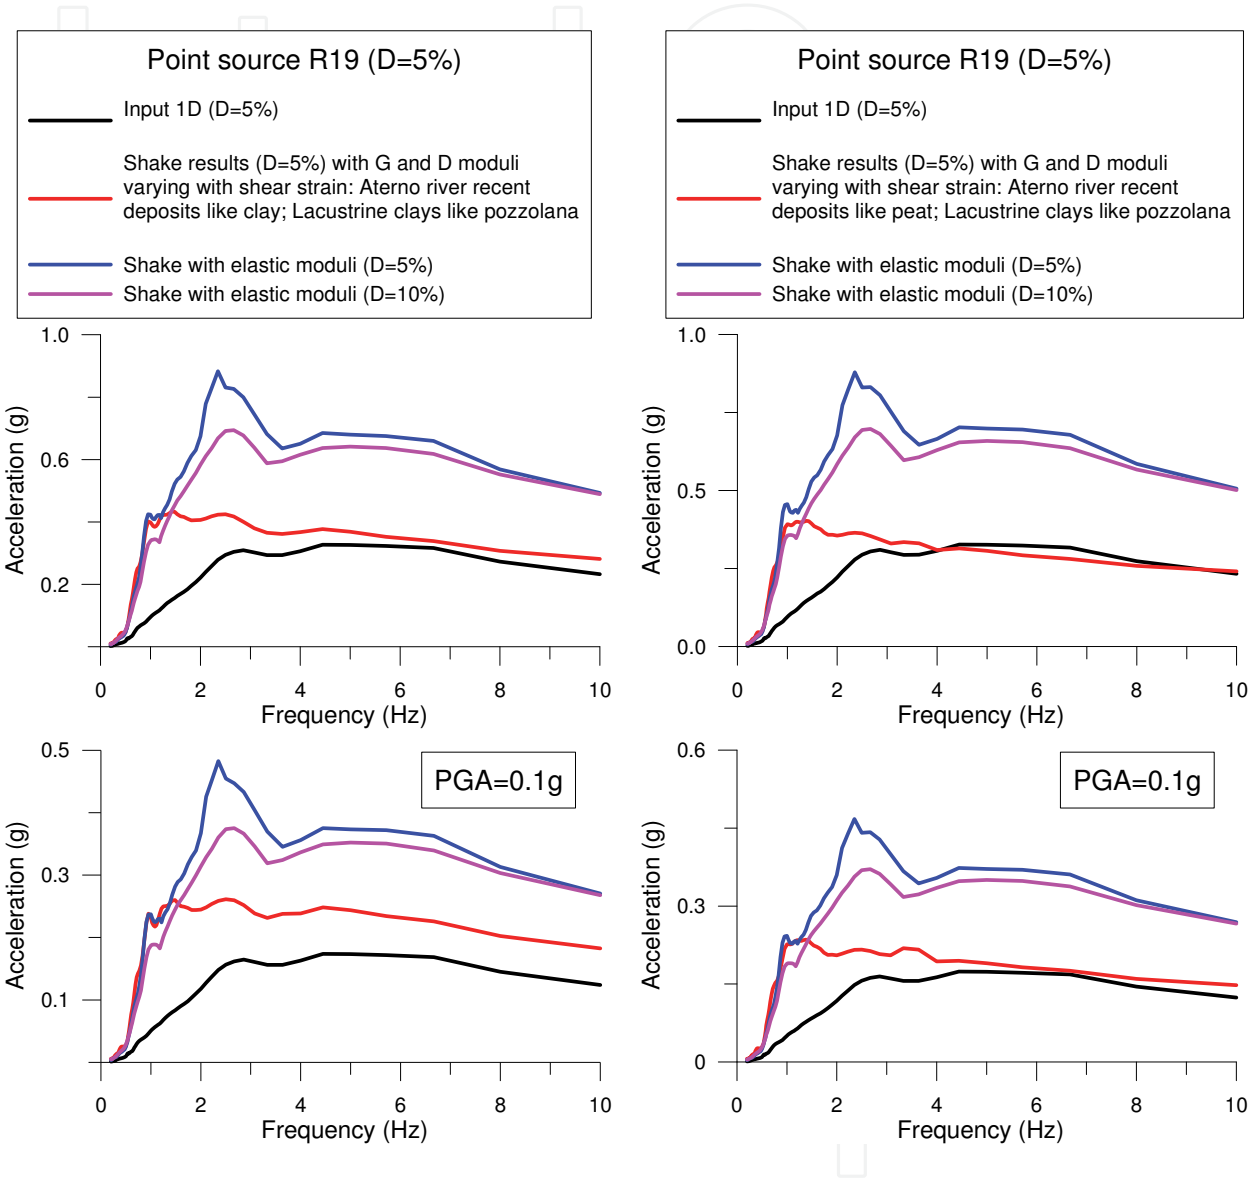 Point source R19 (D=5%)
Input 1D (D=5%)
Shake results (D=5%) with G and D moduli
varying with shear strain: Aterno river recent
deposits like clay; Lacustrine clays like pozzolana
Shake with elastic moduli (D=5%)
Shake with elastic moduli (D=10%)
Point source R19 (D=5%)
Input 1D (D=5%)
Shake results (D=5%) with G and D moduli
varying with shear strain: Aterno river recent
deposits like peat; Lacustrine clays like pozzolana
Shake with elastic moduli (D=5%)
Shake with elastic moduli (D=10%)
1.0
0.6
0.2
Acceleration (g)
0 2 4 6 8 10
Frequency (Hz)
1.0
0.5
0.0
Acceleration (g)
0 2 4 6 8 10
Frequency (Hz)
PGA=0.1g
0.5
0.3
0.1
Acceleration (g)
0 2 4 6 8 10
Frequency (Hz)
PGA=0.1g
0.6
0.3
0
Acceleration (g)
0 2 4 6 8 10
Frequency (Hz)